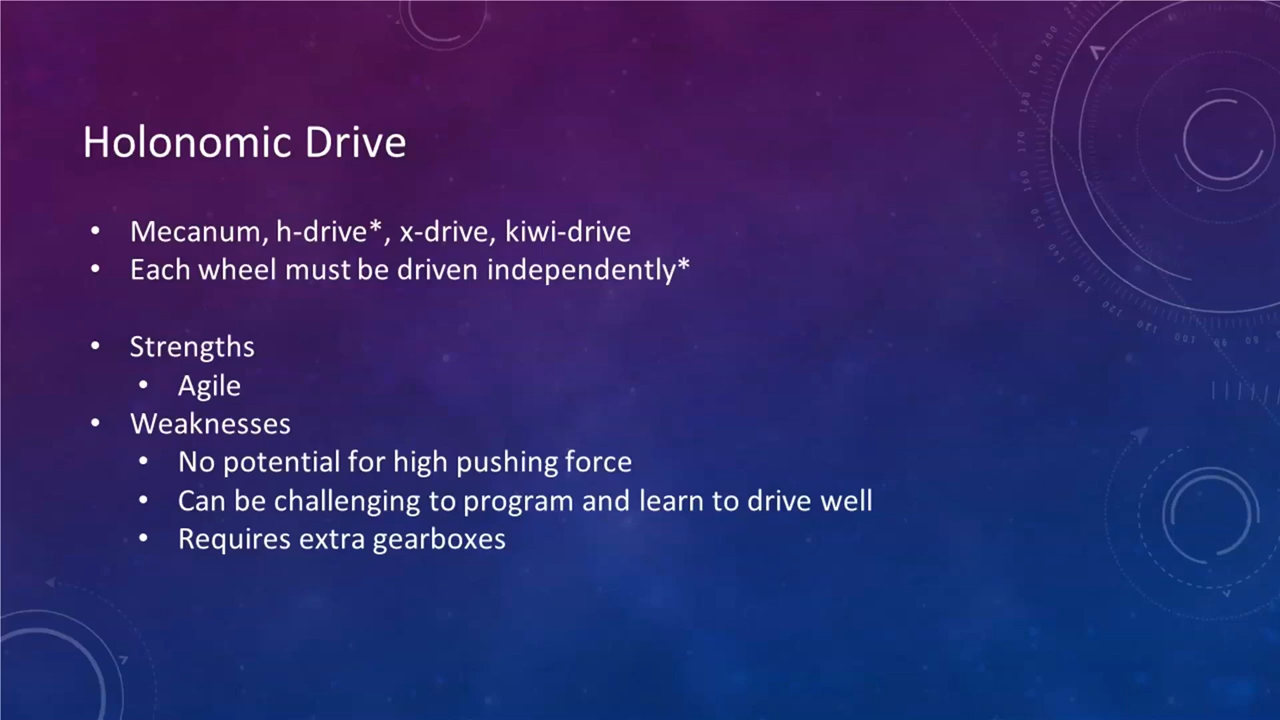 Holonomic Drive
• Mecanum, h-drive*, x-drive, kiwi-drive
• Each wheel must be driven independently*
• Strengths
• Agile
• Weaknesses
• No potential for high pushing force
• Can be challenging to program and learn to drive well
• Requires extra gearboxes